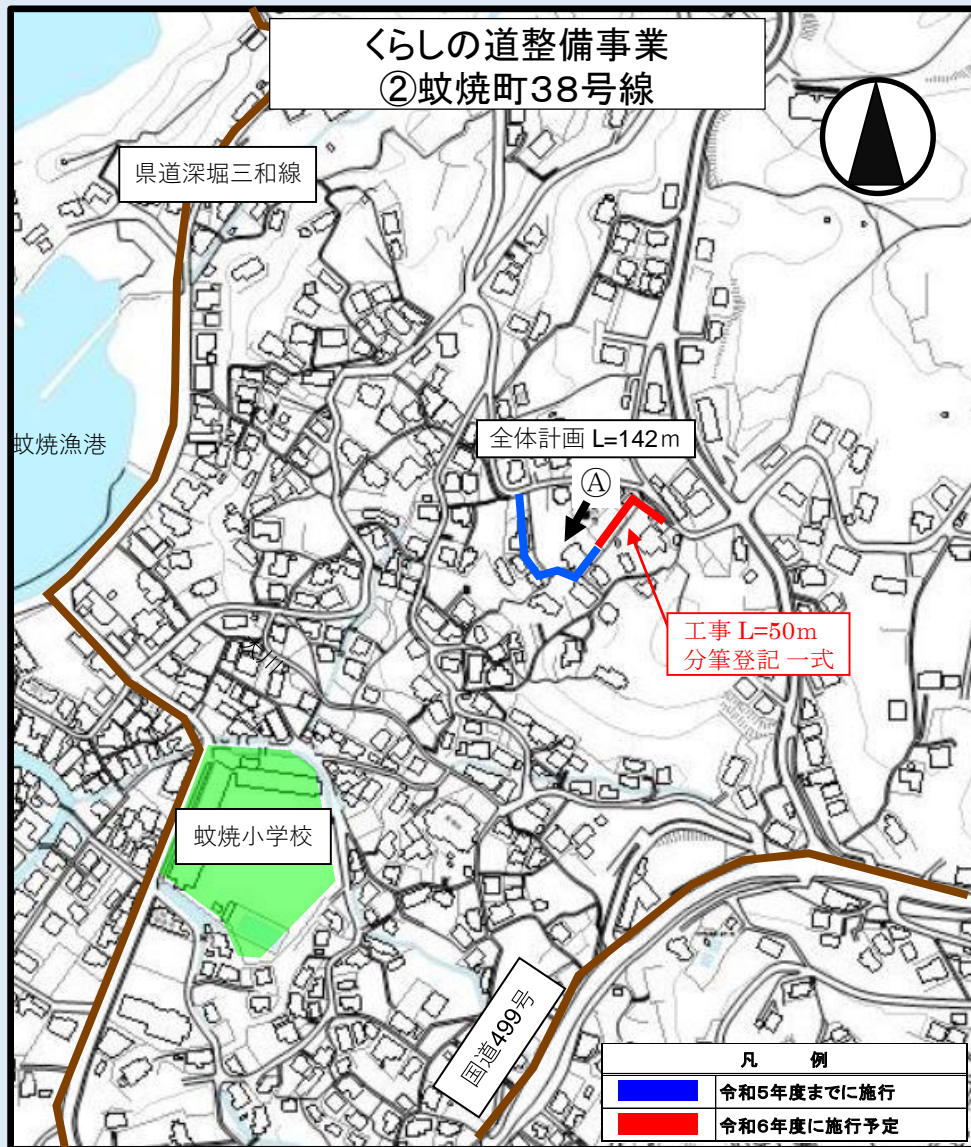 くらしの道整備事業
②蚊焼町38号線
県道深堀三和線
蚊焼漁港
全体計画 L=142ｍ
Ⓐ
工事 L=50ｍ
分筆登記 一式
蚊焼小学校
国道499号
凡 例
令和5年度までに施行
令和6年度に施行予定